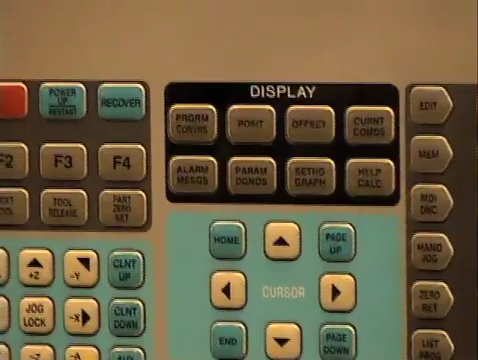 DISPLAY
POWER
UP
RESTART
RECOVER
PRGRM
CONVRS
POSIT
OFFSET
CURNT
COMDS
EDIT
F2
F3
F4
ALARM
MESGS
PARAM
DGNOS
SETNG
GRAPH
HELP
CALC
MEM
TOOL
RELEASE
PART
ZERO
SET
MDI
DNC
HOME
PAGE
UP
HAND
JOG
+Z
-Y
CLNT
UP
CURSOR
ZERO
RET
JOG
LOCK
-X
CLNT
DOWN
END
PAGE
DOWN
LIST
PROG
-Z
-A
AUX